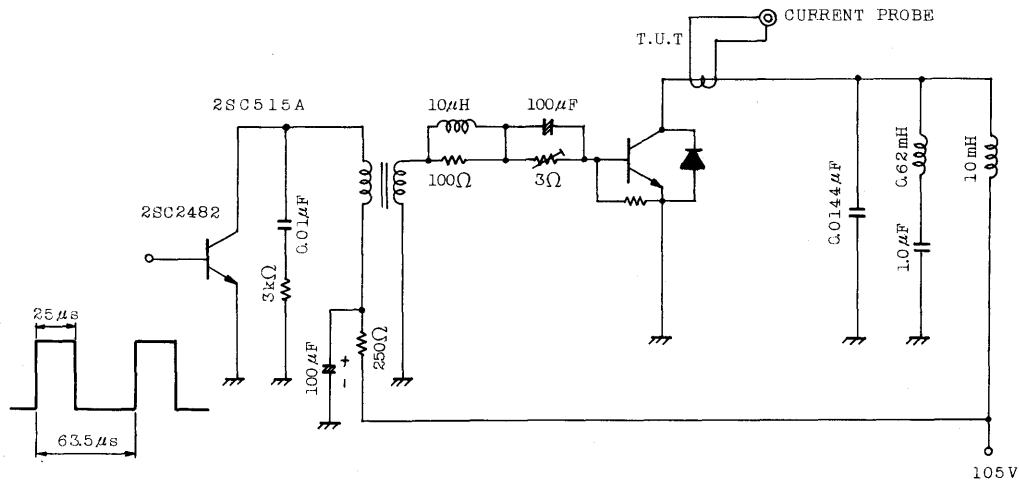 CURRENT PROBE
T.U.T
2SC515A
10μH
100μF
100Ω
3Ω
2SC2482
0.01μF
3kΩ
0.0144μF
0.62mH
1.0μF
10mH
25μs
63.5μs
100μF
+
-
250Ω
105V